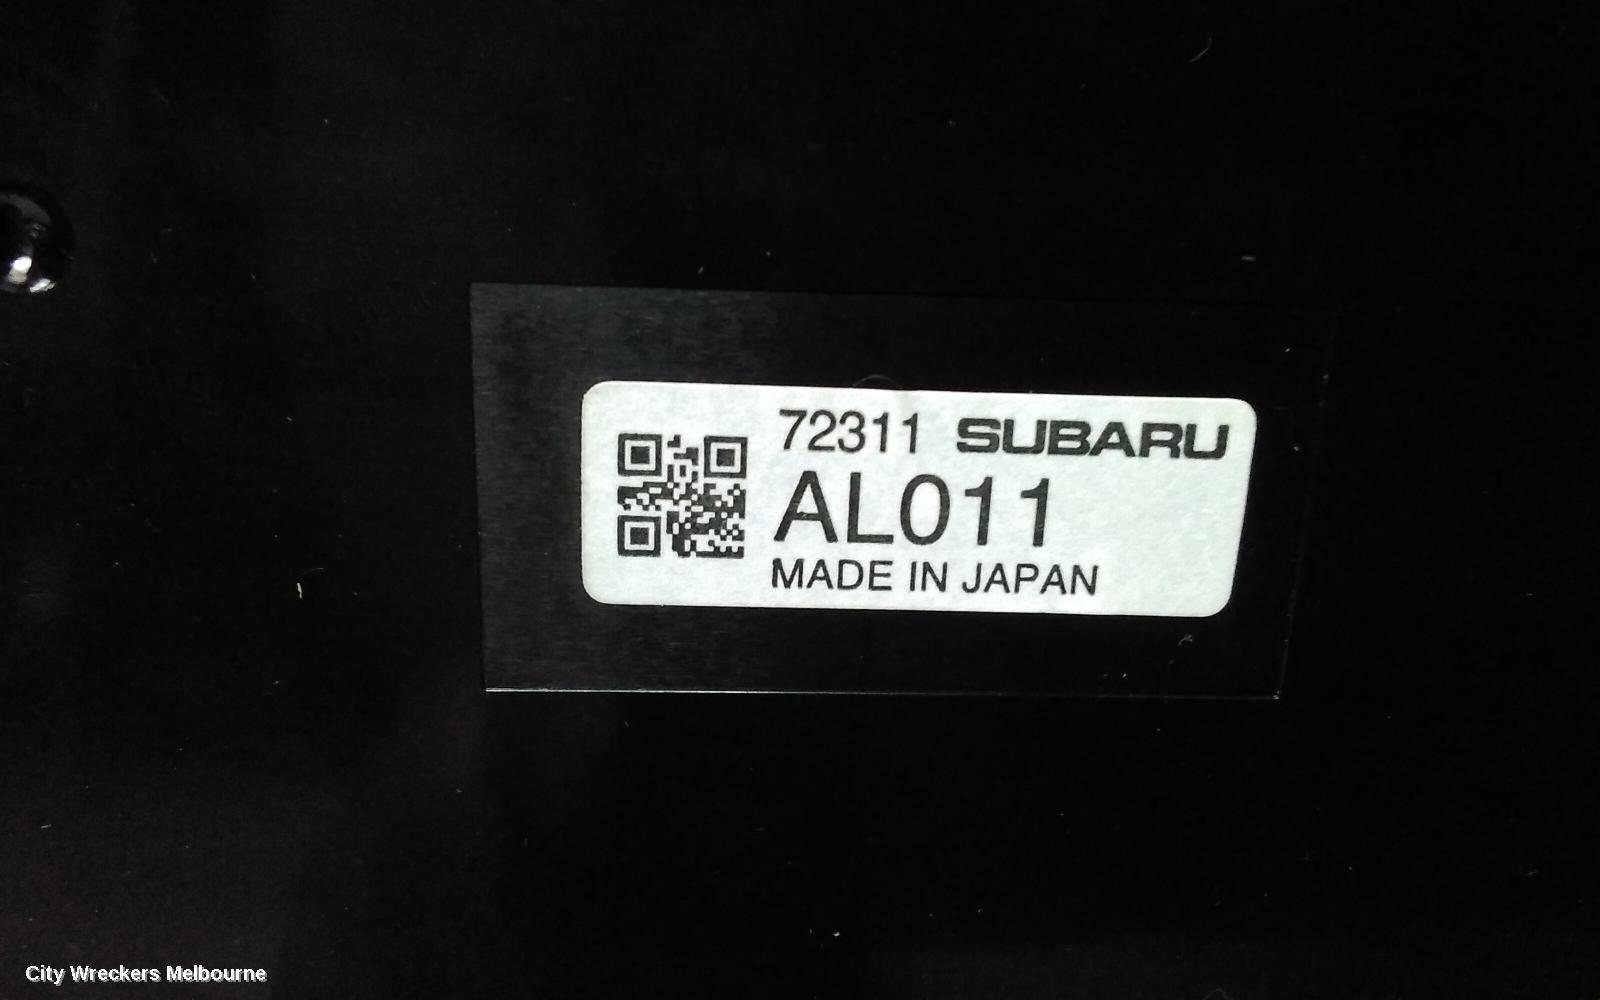 72311 SUBARU
AL011
MADE IN JAPAN
City Wreckers Melbourne